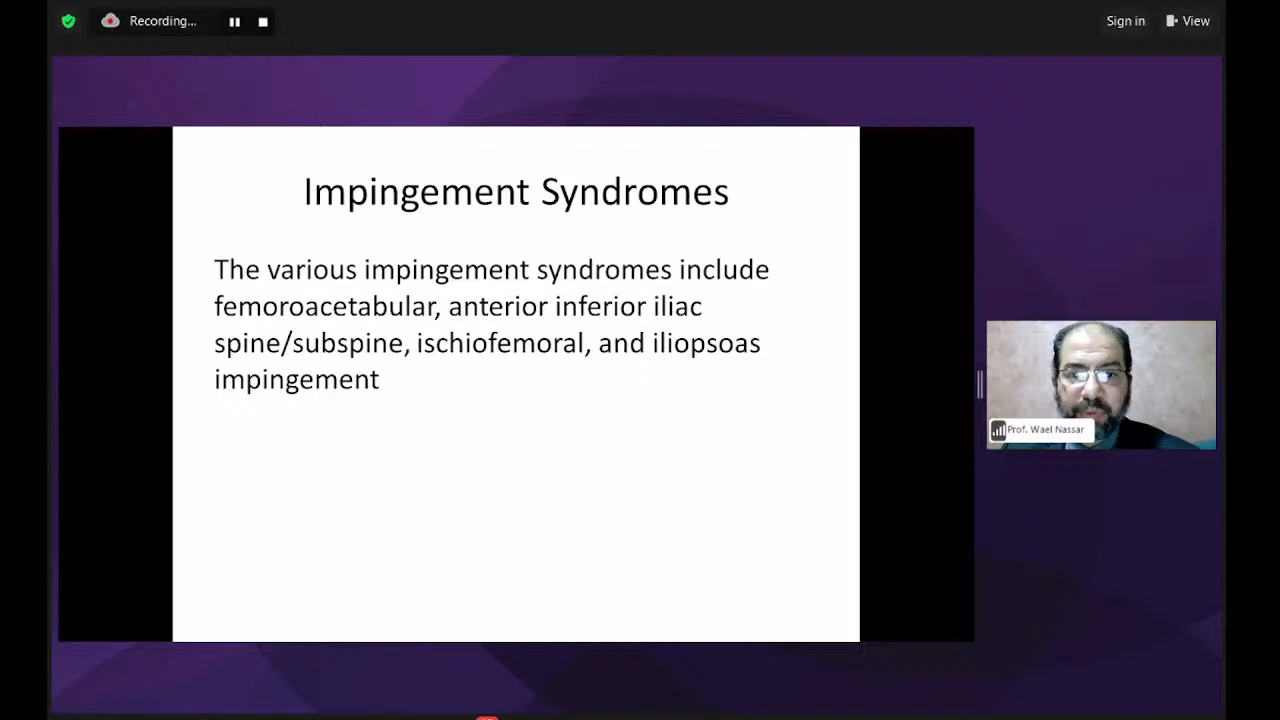 Recording...
Sign in
View
Impingement Syndromes
The various impingement syndromes include
femoroacetabular, anterior inferior iliac
spine/subspine, ischiofemoral, and iliopsoas
impingement
Prof. Wael Nassar